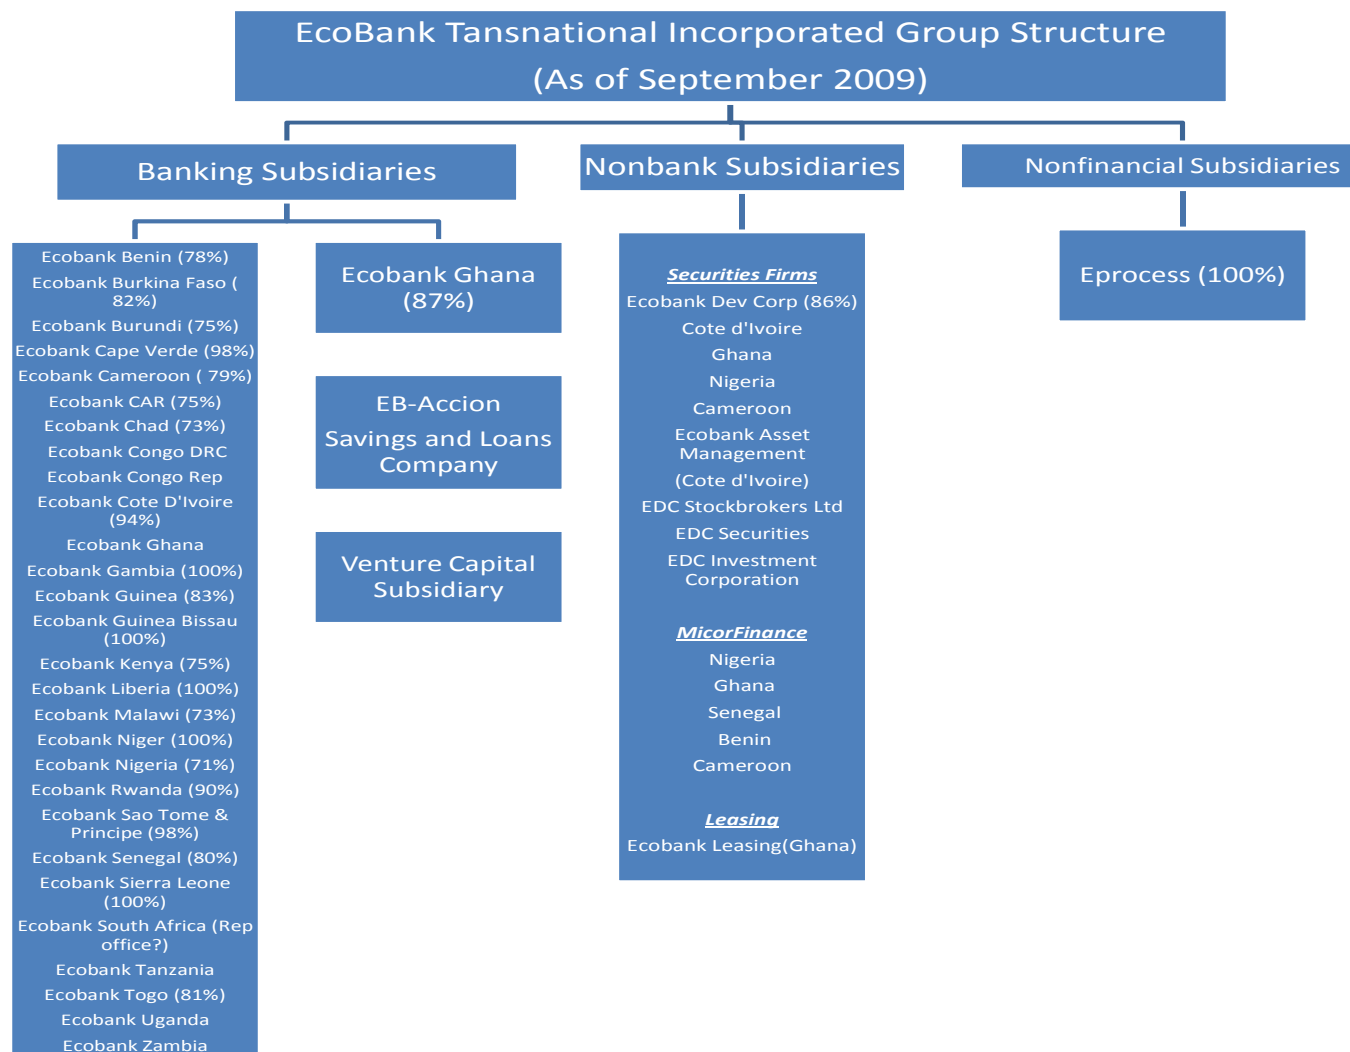 EcoBank Tansnational Incorporated Group Structure
(As of September 2009)
Banking Subsidiaries
Nonbank Subsidiaries
Nonfinancial Subsidiaries
Ecobank Benin (78%)
Ecobank Burkina Faso (
82%)
Ecobank Burundi (75%)
Ecobank Cape Verde (98%)
Ecobank Cameroon ( 79%)
Ecobank CAR (75%)
Ecobank Chad (73%)
Ecobank Congo DRC
Ecobank Congo Rep
Ecobank Cote D'Ivoire
(94%)
Ecobank Ghana
Ecobank Gambia (100%)
Ecobank Guinea (83%)
Ecobank Guinea Bissau
(100%)
Ecobank Kenya (75%)
Ecobank Liberia (100%)
Ecobank Malawi (73%)
Ecobank Niger (100%)
Ecobank Nigeria (71%)
Ecobank Rwanda (90%)
Ecobank Sao Tome &
Principe (98%)
Ecobank Senegal (80%)
Ecobank Sierra Leone
(100%)
Ecobank South Africa (Rep
office?)
Ecobank Tanzania
Ecobank Togo (81%)
Ecobank Uganda
Ecobank Zambia
Ecobank Ghana
(87%)
EB-Accion
Savings and Loans
Company
Venture Capital
Subsidiary
Securities Firms
Ecobank Dev Corp (86%)
Cote d'Ivoire
Ghana
Nigeria
Cameroon
Ecobank Asset
Management
(Cote d'Ivoire)
EDC Stockbrokers Ltd
EDC Securities
EDC Investment
Corporation
MicorFinance
Nigeria
Ghana
Senegal
Benin
Cameroon
Leasing
Ecobank Leasing(Ghana)
Eprocess (100%)